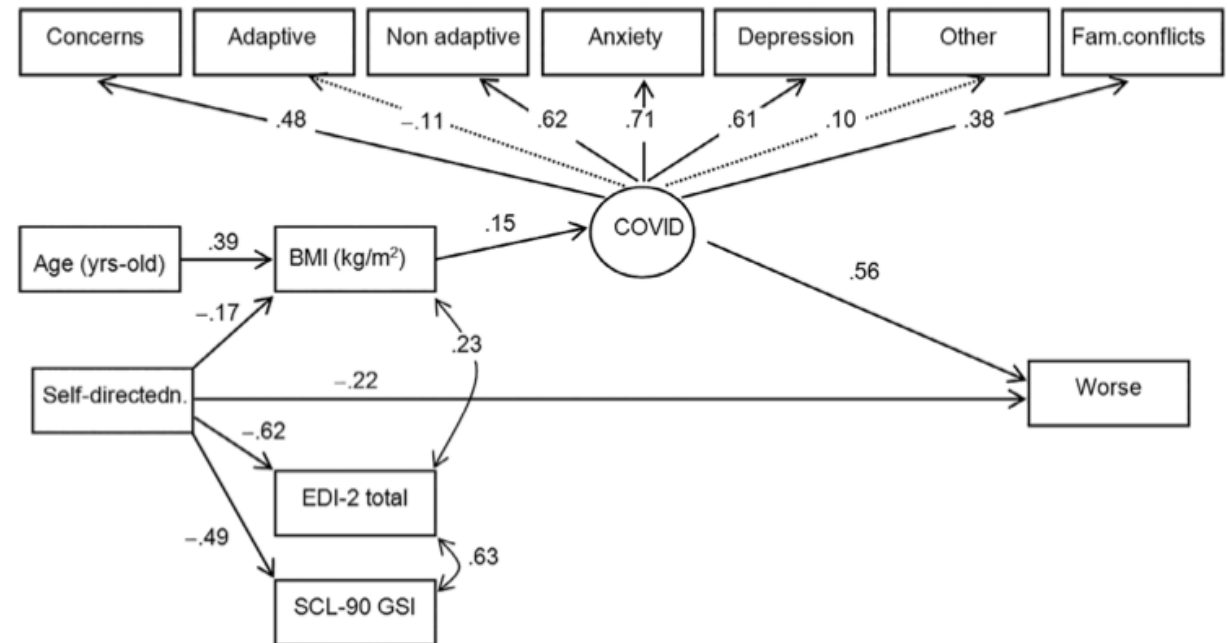 Concerns
Adaptive
Non adaptive
Anxiety
Depression
Other
Fam.conflicts
.48
–.11
.62
.71
.61
.10
.38
COVID
.15
.39
Age (yrs-old)
BMI (kg/m²)
.56
–.17
.23
–.22
Self-directedn.
Worse
–.62
EDI-2 total
–.49
.63
SCL-90 GSI